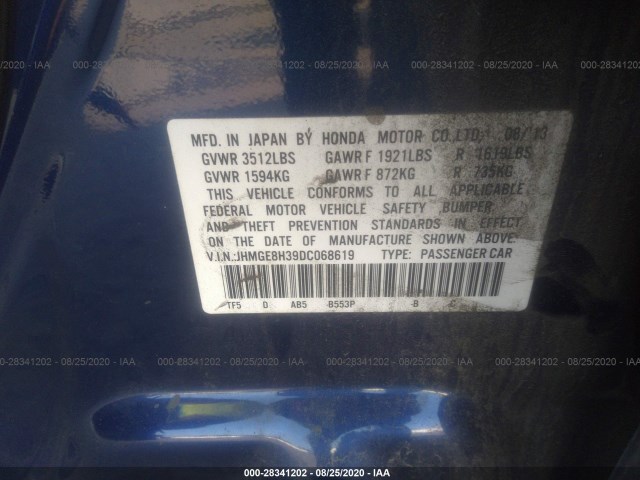 000-28341202 - 08/25/2020 - IAA
MFD. IN JAPAN BY HONDA MOTOR CO.,LTD. 08/'13
GVWR 3512LBS GAWR F 1921LBS R 1619LBS
GVWR 1594KG GAWR F 872KG R 735KG
THIS VEHICLE CONFORMS TO ALL APPLICABLE
FEDERAL MOTOR VEHICLE SAFETY BUMPER,
AND THEFT PREVENTION STANDARDS IN EFFECT
ON THE DATE OF MANUFACTURE SHOWN ABOVE.
V.I.N.:JHMGE8H39DC068619 TYPE: PASSENGER CAR
TF5 0 AB5 B553P -B -C
000-28341202 - 08/25/2020 - IAA
000-28341202 - 08/25/2020 - IAA